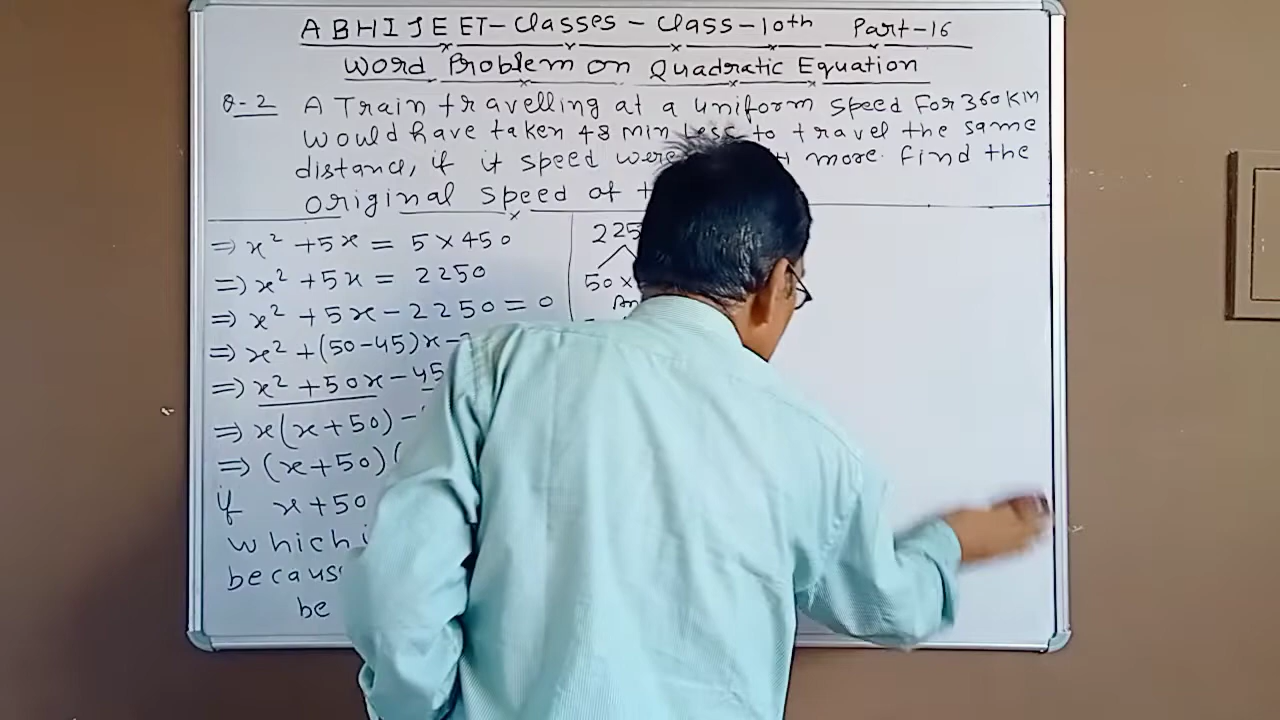 ABHIJEET-Classes - Class-10th Part-16
Word Problem on Quadratic Equation
Q-2 A Train travelling at a uniform speed For 360 KM
would have taken 48 min Less to travel the same
distance, if it speed were more. Find the
original speed of
⇒ x² + 5x = 5 × 450
⇒ x² + 5x = 2250
⇒ x² + 5x - 2250 = 0
⇒ x² + (50-45)x -
⇒ x² + 50x - 45
⇒ x(x+50) -
⇒ (x+50)(
if x+50
which
because
be
225
50 ×